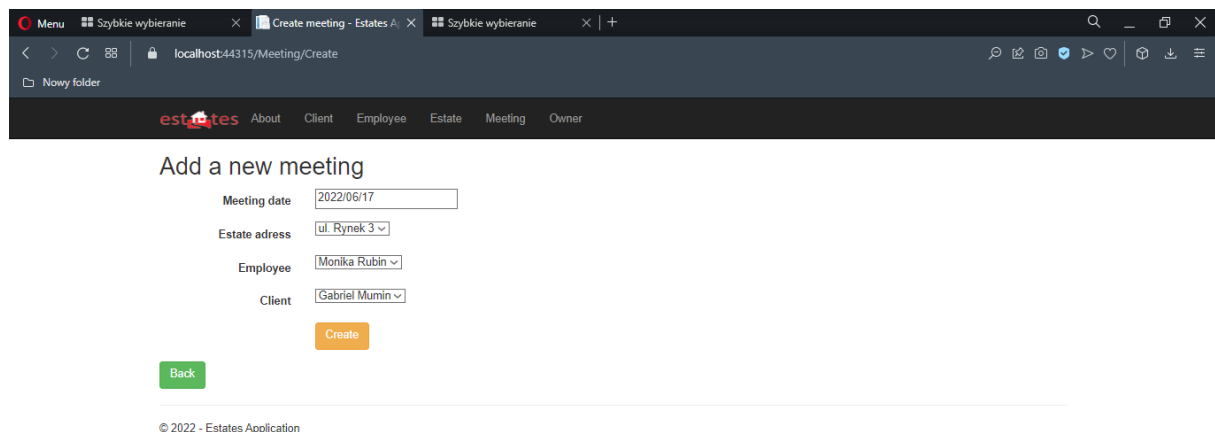 Menu Szybkie wybieranie Create meeting - Estates A Szybkie wybieranie
localhost:44315/Meeting/Create
Nowy folder
estates About Client Employee Estate Meeting Owner
Add a new meeting
Meeting date 2022/06/17
Estate adress ul. Rynek 3
Employee Monika Rubin
Client Gabriel Mumin
Create
Back
© 2022 - Estates Application